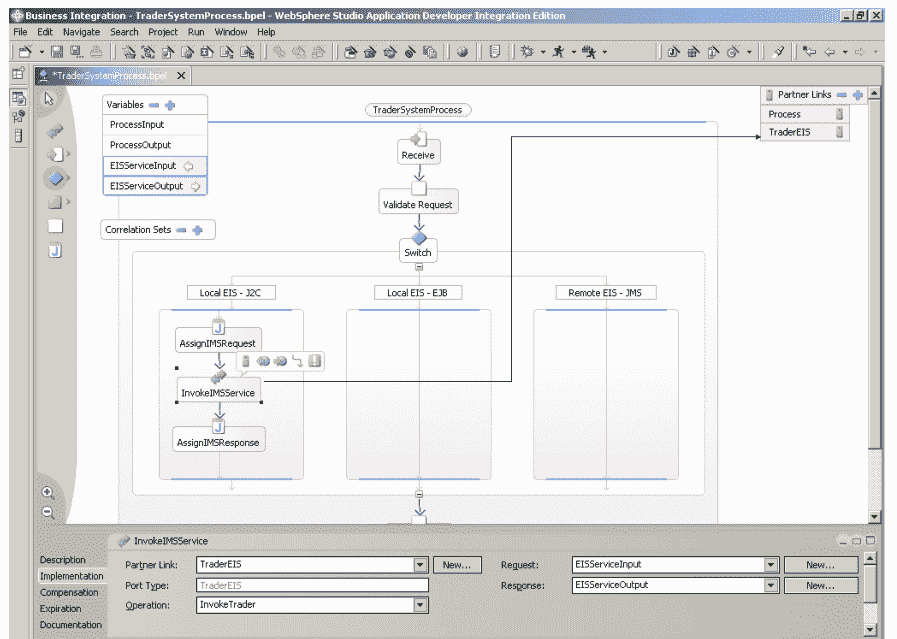 Business Integration - TraderSystemProcess.bpel - WebSphere Studio Application Developer Integration Edition
File Edit Navigate Search Project Run Window Help
*TraderSystemProcess.bpel
Variables
ProcessInput
ProcessOutput
EISServiceInput
EISServiceOutput
Correlation Sets
TraderSystemProcess
Partner Links
Process
TraderEIS
Receive
Validate Request
Switch
Local EIS - J2C
Local EIS - EJB
Remote EIS - JMS
AssignIMSRequest
InvokeIMSService
AssignIMSResponse
InvokeIMSService
Description
Implementation
Compensation
Expiration
Documentation
Partner Link: TraderEIS New...
Port Type: TraderEIS
Operation: InvokeTrader
Request: EISServiceInput New...
Response: EISServiceOutput New...